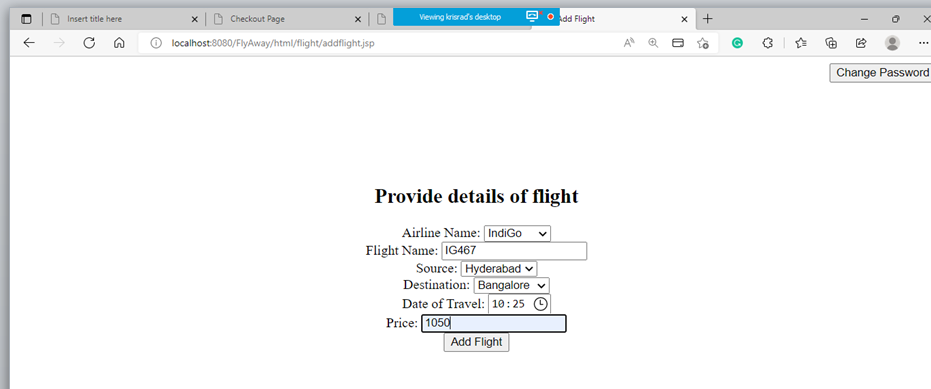 Insert title here
Checkout Page
Viewing krisrad's desktop
Add Flight
localhost:8080/FlyAway/html/flight/addflight.jsp
Change Password
Provide details of flight
Airline Name: IndiGo
Flight Name: IG467
Source: Hyderabad
Destination: Bangalore
Date of Travel: 10:25
Price: 1050
Add Flight